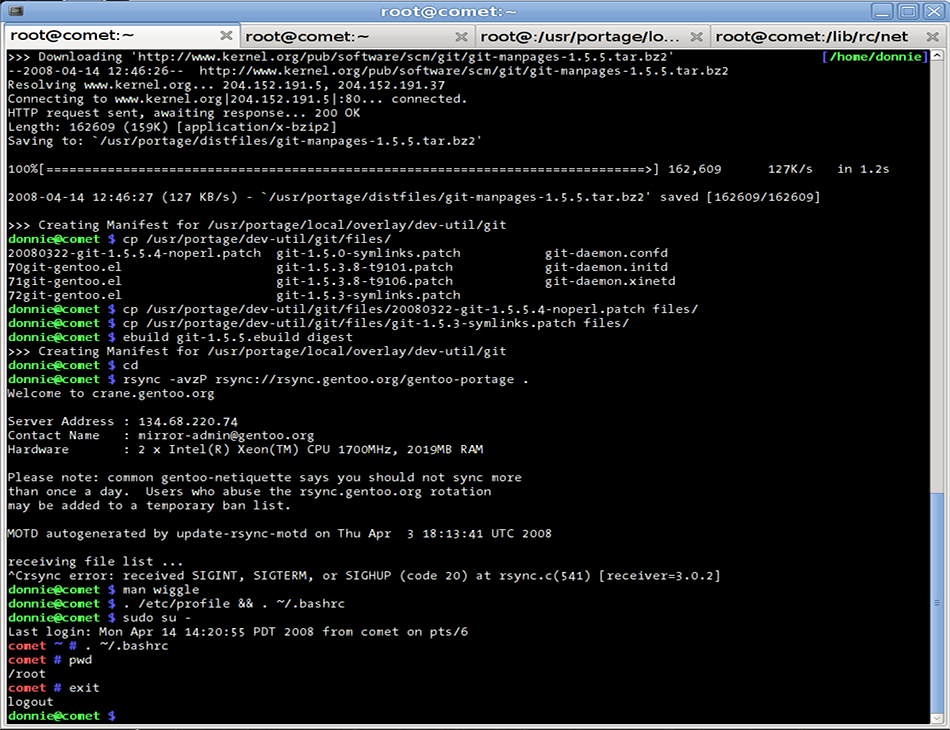 root@comet:~
root@comet:~ root@comet:~ root@:/usr/portage/lo... root@comet:/lib/rc/net
>>> Downloading 'http://www.kernel.org/pub/software/scm/git/git-manpages-1.5.5.tar.bz2' [/home/donnie]
--2008-04-14 12:46:26--  http://www.kernel.org/pub/software/scm/git/git-manpages-1.5.5.tar.bz2
Resolving www.kernel.org... 204.152.191.5, 204.152.191.37
Connecting to www.kernel.org|204.152.191.5|:80... connected.
HTTP request sent, awaiting response... 200 OK
Length: 162609 (159K) [application/x-bzip2]
Saving to: `/usr/portage/distfiles/git-manpages-1.5.5.tar.bz2'
100%[==============================================================================>] 162,609      127K/s   in 1.2s
2008-04-14 12:46:27 (127 KB/s) - `/usr/portage/distfiles/git-manpages-1.5.5.tar.bz2' saved [162609/162609]
>>> Creating Manifest for /usr/portage/local/overlay/dev-util/git
donnie@comet $ cp /usr/portage/dev-util/git/files/
20080322-git-1.5.5.4-noperl.patch  git-1.5.0-symlinks.patch           git-daemon.confd
70git-gentoo.el                    git-1.5.3.8-t9101.patch            git-daemon.initd
71git-gentoo.el                    git-1.5.3.8-t9106.patch            git-daemon.xinetd
72git-gentoo.el                    git-1.5.3-symlinks.patch
donnie@comet $ cp /usr/portage/dev-util/git/files/20080322-git-1.5.5.4-noperl.patch files/
donnie@comet $ cp /usr/portage/dev-util/git/files/git-1.5.3-symlinks.patch files/
donnie@comet $ ebuild git-1.5.5.ebuild digest
>>> Creating Manifest for /usr/portage/local/overlay/dev-util/git
donnie@comet $ cd
donnie@comet $ rsync -avzP rsync://rsync.gentoo.org/gentoo-portage .
Welcome to crane.gentoo.org
Server Address : 134.68.220.74
Contact Name   : mirror-admin@gentoo.org
Hardware       : 2 x Intel(R) Xeon(TM) CPU 1700MHz, 2019MB RAM
Please note: common gentoo-netiquette says you should not sync more
than once a day.  Users who abuse the rsync.gentoo.org rotation
may be added to a temporary ban list.
MOTD autogenerated by update-rsync-motd on Thu Apr  3 18:13:41 UTC 2008
receiving file list ...
^Crsync error: received SIGINT, SIGTERM, or SIGHUP (code 20) at rsync.c(541) [receiver=3.0.2]
donnie@comet $ man wiggle
donnie@comet $ . /etc/profile && . ~/.bashrc
donnie@comet $ sudo su -
Last login: Mon Apr 14 14:20:55 PDT 2008 from comet on pts/6
comet ~ # . ~/.bashrc
comet # pwd
/root
comet # exit
logout
donnie@comet $